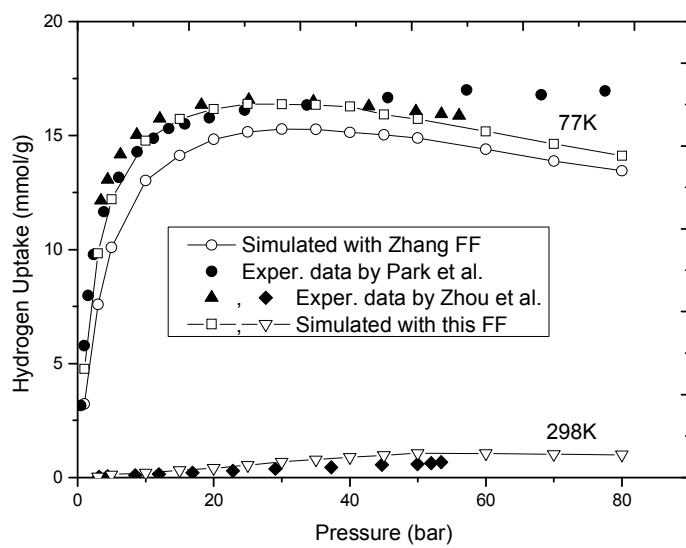 20
15
10
5
0
Hydrogen Uptake (mmol/g)
77K
Simulated with Zhang FF
Exper. data by Park et al.
, Exper. data by Zhou et al.
, Simulated with this FF
298K
0 20 40 60 80
Pressure (bar)